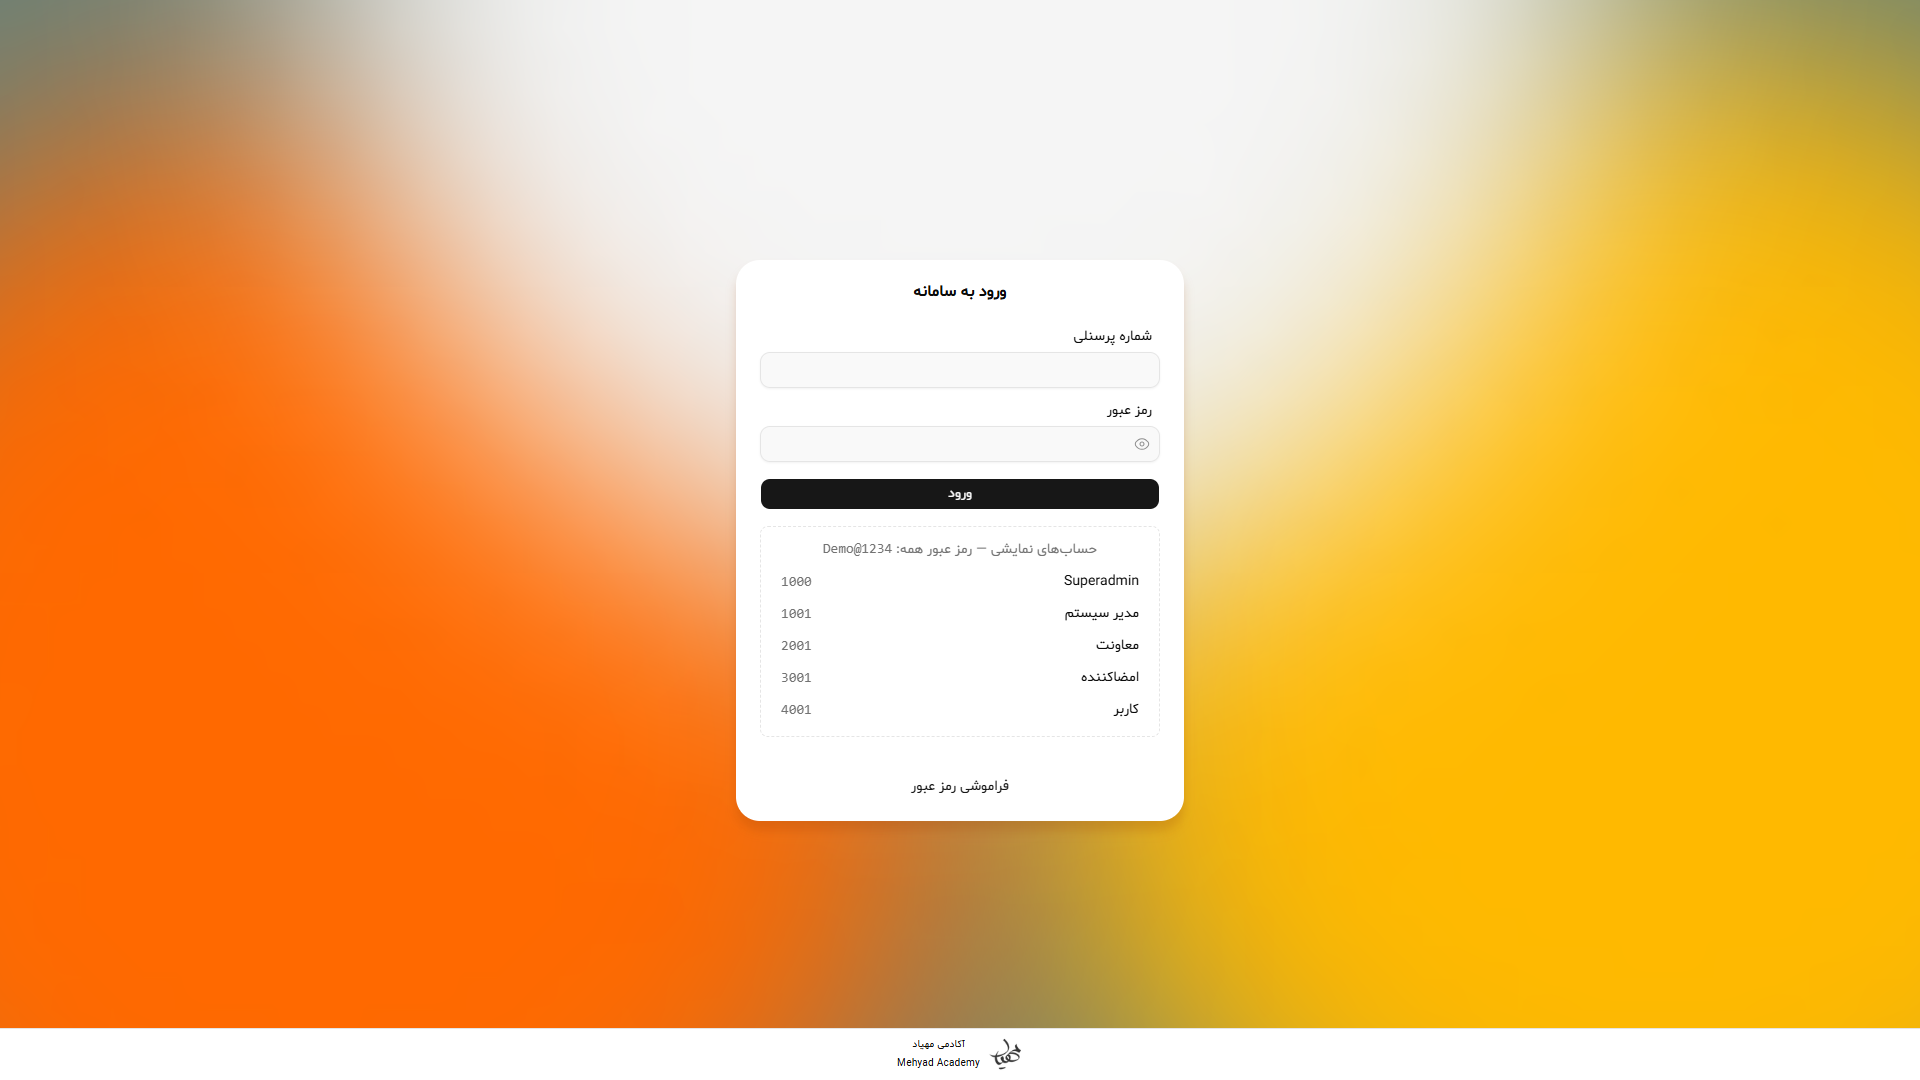 ورود به سامانه
شماره پرسنلی
رمز عبور
ورود
حساب‌های نمایشی — رمز عبور همه: Demo@1234
Superadmin 1000
مدیر سیستم 1001
معاونت 2001
امضاکننده 3001
کاربر 4001
فراموشی رمز عبور
مهیاد
آکادمی مهیاد
Mehyad Academy